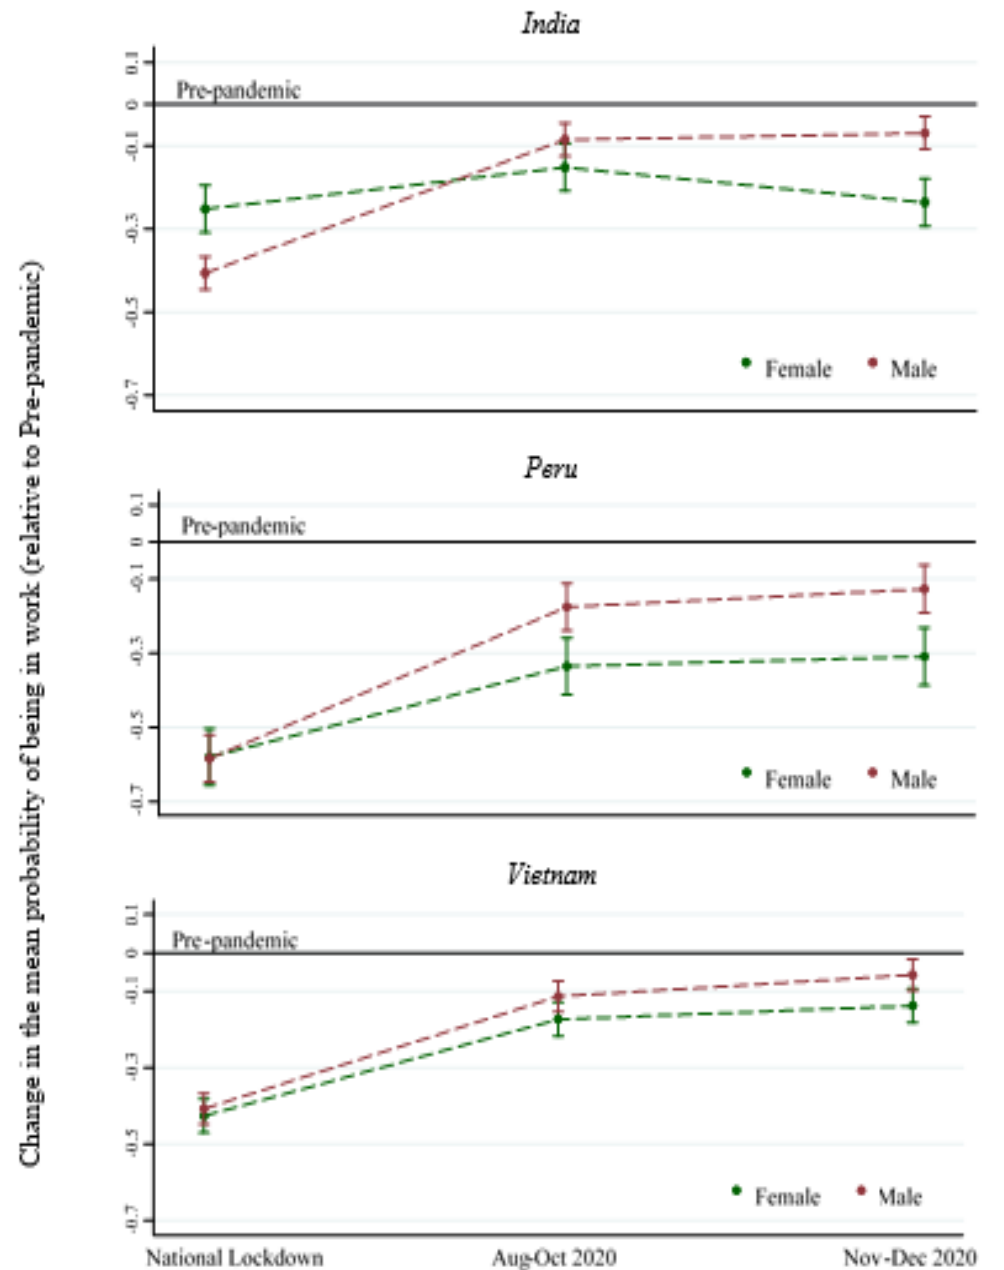 India
0.1
Pre-pandemic
0
-0.1
-0.3
-0.5
Female Male
-0.7
Change in the mean probability of being in work (relative to Pre-pandemic)
Peru
0.1
Pre-pandemic
0
-0.1
-0.3
-0.5
Female Male
-0.7
Vietnam
0.1
Pre-pandemic
0
-0.1
-0.3
-0.5
Female Male
-0.7
National Lockdown Aug-Oct 2020 Nov-Dec 2020